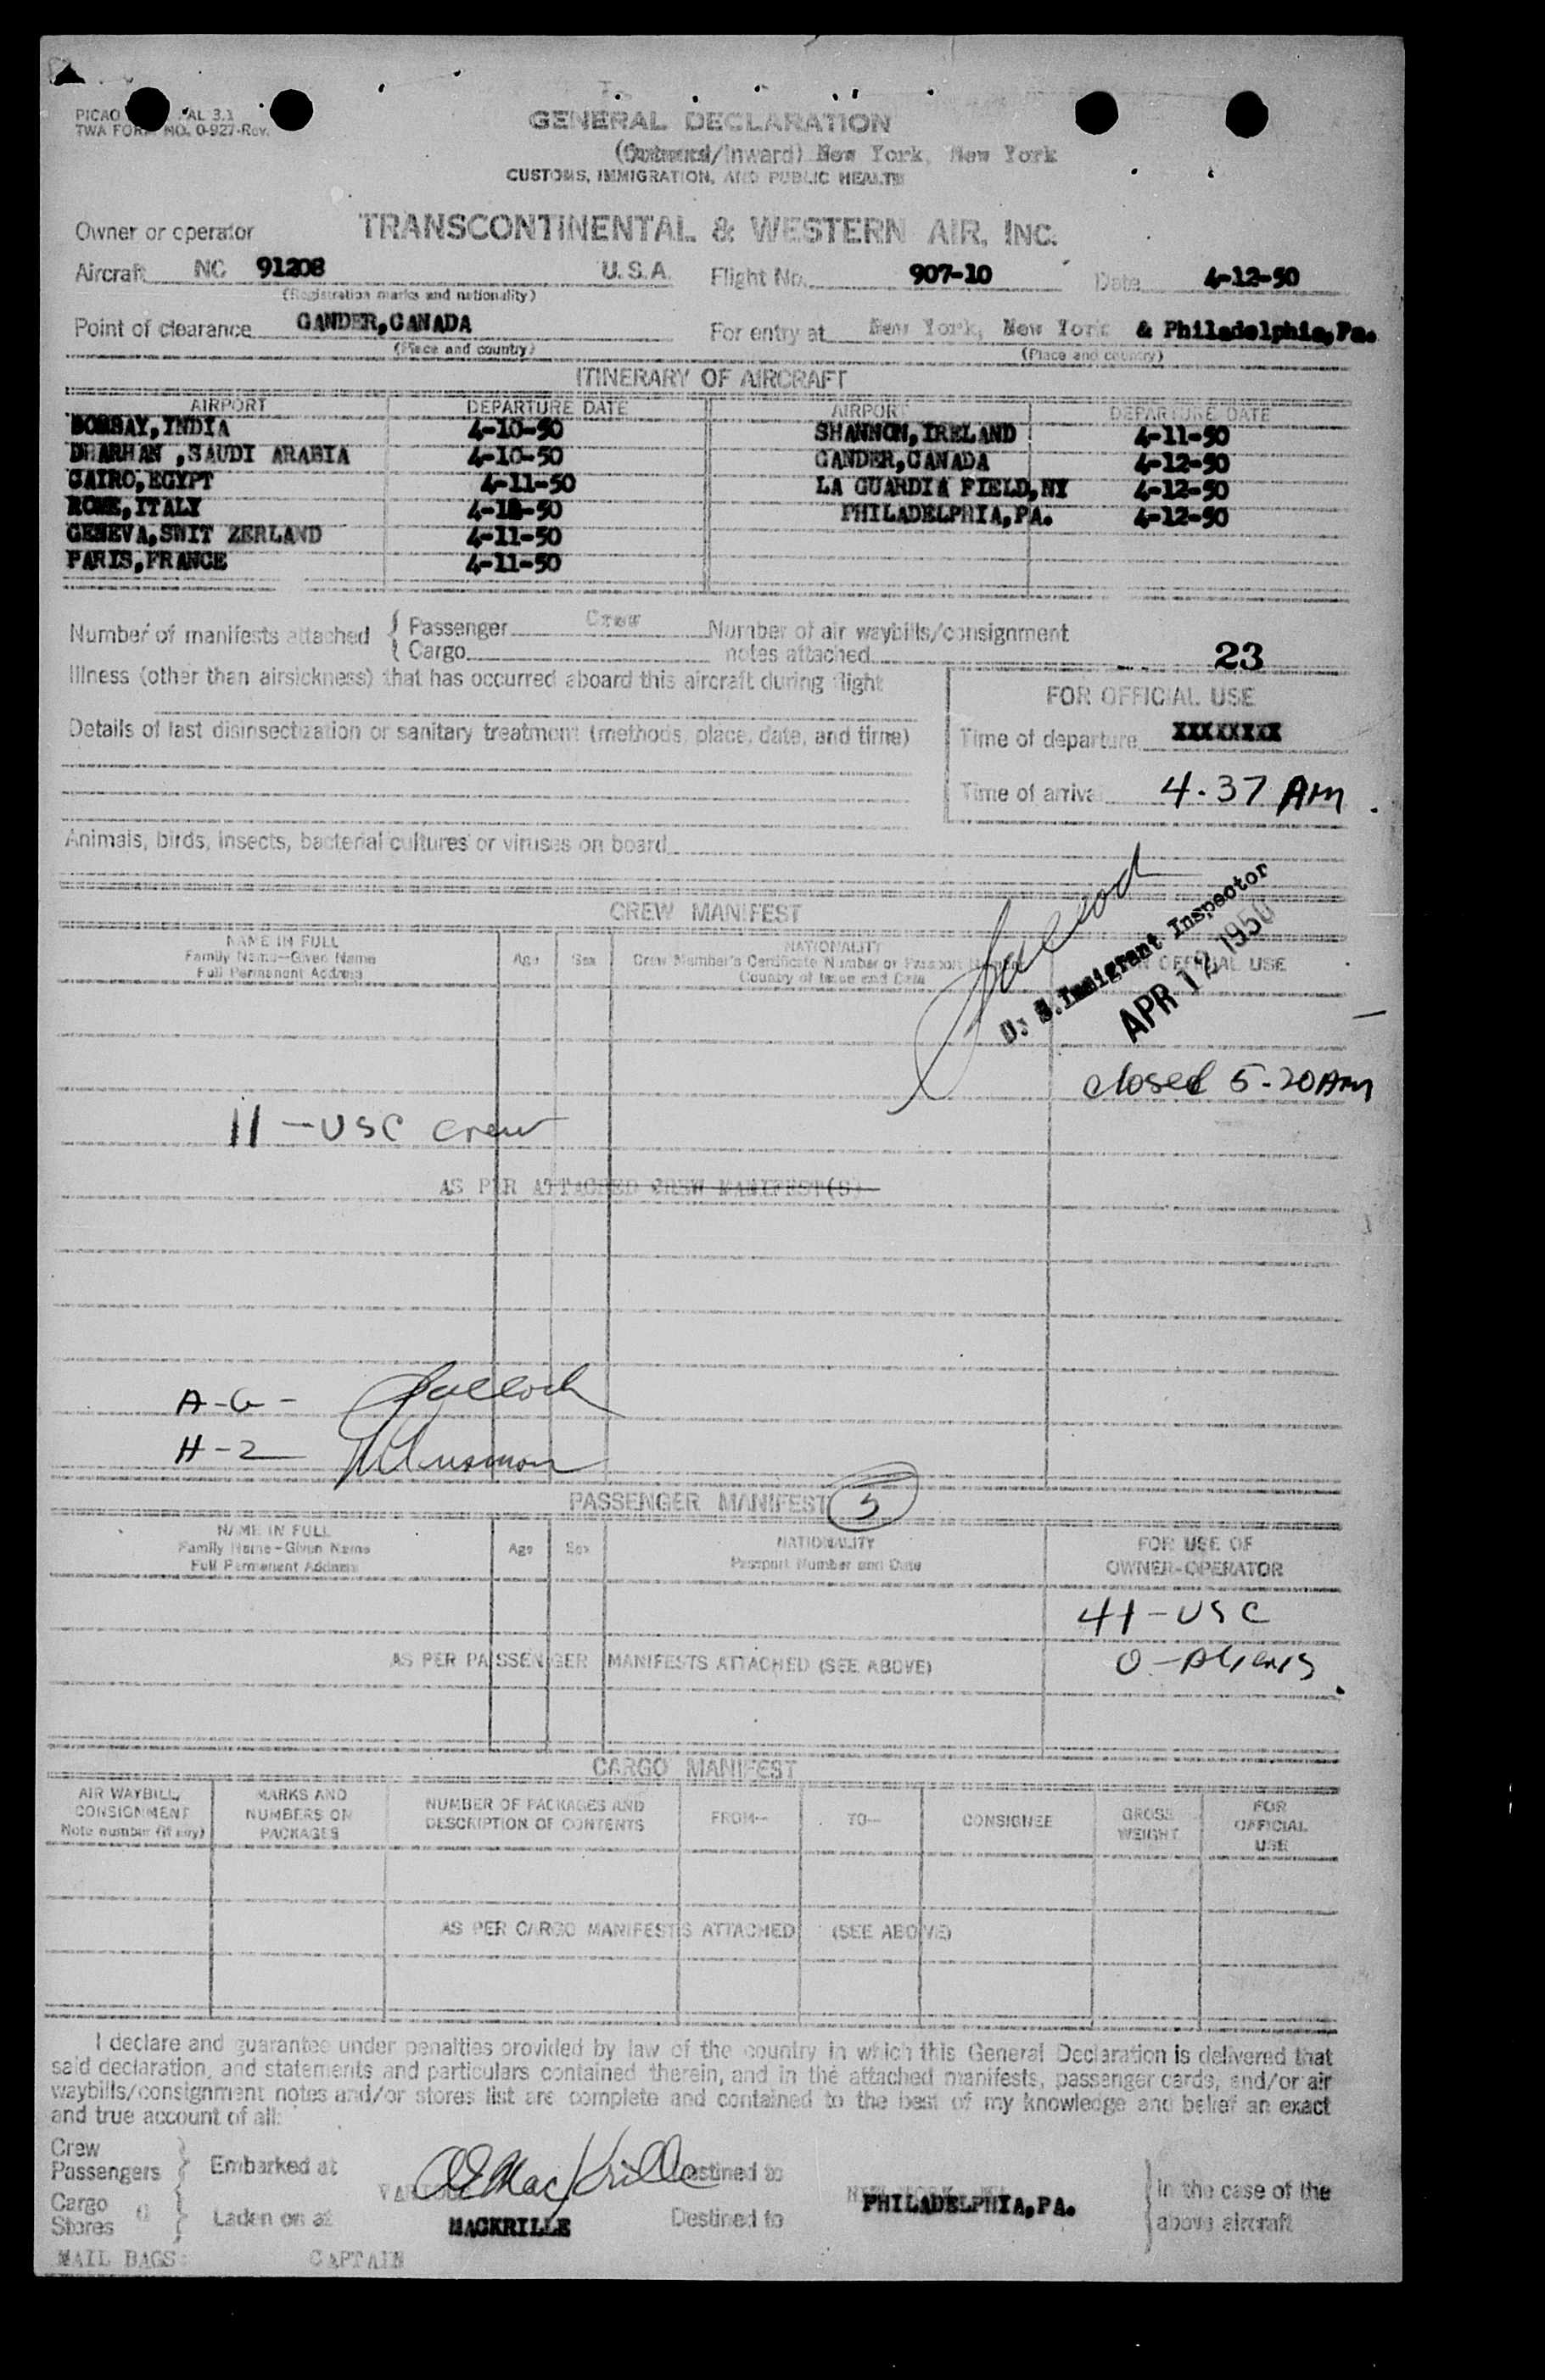 TWA FORM NO. O-927-Rev.
GENERAL DECLARATION
(Outward/Inward) New York, New York
CUSTOMS, IMMIGRATION, AND PUBLIC HEALTH
Owner or operator TRANSCONTINENTAL & WESTERN AIR, INC.
Aircraft NC 91208 U.S.A. Flight No. 907-10 Date 4-12-50
(Registration marks and nationality)
Point of clearance GANDER,CANADA For entry at New York, New York & Philadelphia,Pa.
(Place and country) (Place and country)
ITINERARY OF AIRCRAFT
AIRPORT DEPARTURE DATE AIRPORT DEPARTURE DATE
BOMBAY,INDIA 4-10-50 SHANNON,IRELAND 4-11-50
DHARHAN ,SAUDI ARABIA 4-10-50 GANDER,CANADA 4-12-50
CAIRO,EGYPT 4-11-50 LA GUARDIA FIELD,NY 4-12-50
ROME,ITALY PHILADELPHIA,PA. 4-12-50
GENEVA,SWIT ZERLAND 4-11-50
PARIS,FRANCE 4-11-50
Number of manifests attached { Passenger Crew Number of air waybills/consignment
{ Cargo notes attached 23
Illness (other than airsickness) that has occurred aboard this aircraft during flight
FOR OFFICIAL USE
Details of last disinsectization or sanitary treatment (methods, place, date, and time)
Time of departure XXXXXXXX
Time of arrival 4.37 AM.
Animals, birds, insects, bacterial cultures or viruses on board
U. S. Immigrant Inspector
APR 12 1950
CREW MANIFEST
NAME IN FULL
Family Name—Given Name
Full Permanent Address
Age Sex
NATIONALITY
Crew Member's Certificate Number or Passport Number
Country of Issue and Date
OFFICIAL USE
closed 5-20 AM
11 - USC crew
AS PER ATTACHED CREW MANIFEST(S)
A-G-
H-2
PASSENGER MANIFEST 5
NAME IN FULL
Family Name—Given Name
Full Permanent Address
Age Sex
NATIONALITY
Passport Number and Date
FOR USE OF
OWNER-OPERATOR
41 - USC
AS PER PASSENGER MANIFESTS ATTACHED (SEE ABOVE) 0 - Aliens
CARGO MANIFEST
AIR WAYBILL/
CONSIGNMENT
Note number (if any)
MARKS AND
NUMBERS ON
PACKAGES
NUMBER OF PACKAGES AND
DESCRIPTION OF CONTENTS
FROM— TO— CONSIGNEE
GROSS
WEIGHT
FOR
OFFICIAL
USE
AS PER CARGO MANIFESTS ATTACHED (SEE ABOVE)
I declare and guarantee under penalties provided by law of the country in which this General Declaration is delivered that
said declaration, and statements and particulars contained therein, and in the attached manifests, passenger cards, and/or air
waybills/consignment notes and/or stores list are complete and contained to the best of my knowledge and belief an exact
and true account of all:
Crew
Passengers } Embarked at Destined to } in the case of the
Cargo
Stores } Laden on at MACKRILLE Destined to PHILADELPHIA,PA. above aircraft
MAIL BAGS: CAPTAIN